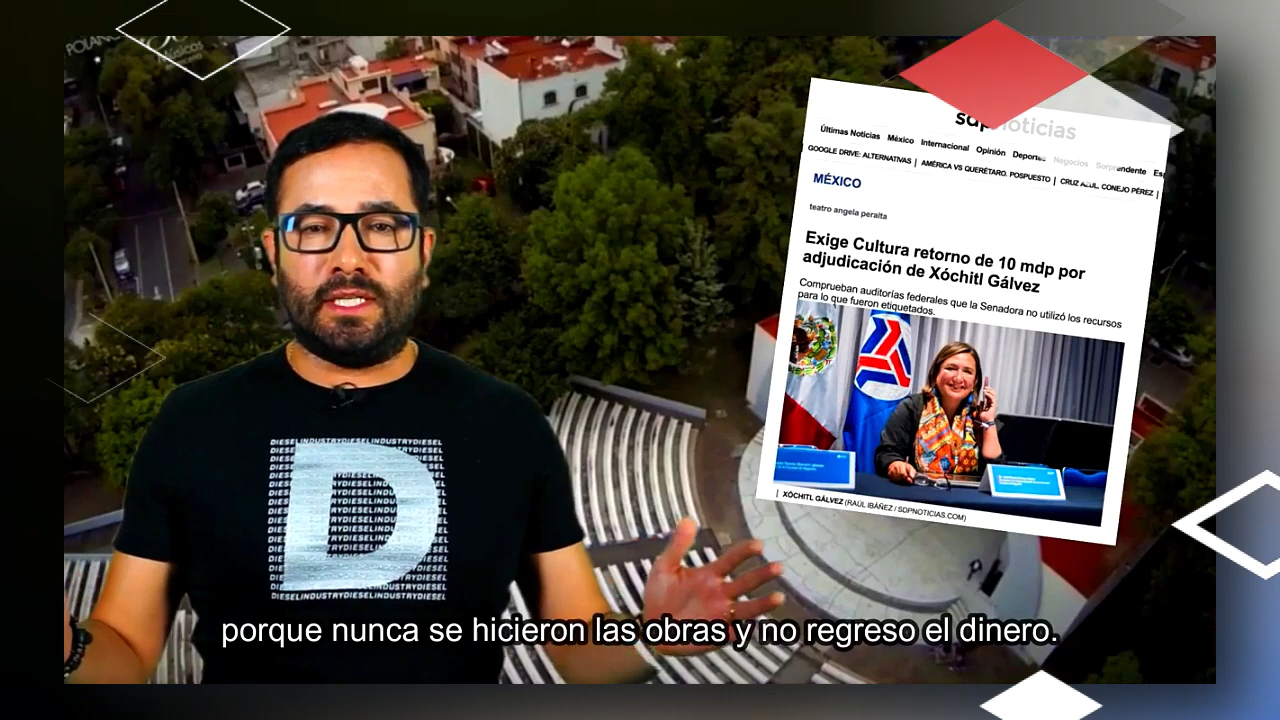 POLANCO
sdpnoticias
Últimas Noticias México Internacional Opinión Deportes Negocios Sorprendente
GOOGLE DRIVE: ALTERNATIVAS | AMÉRICA VS QUERÉTARO. POSPUESTO | CRUZ AZUL. CONEJO PÉREZ |
MÉXICO
teatro angela peralta
Exige Cultura retorno de 10 mdp por
adjudicación de Xóchitl Gálvez
Comprueban auditorías federales que la Senadora no utilizó los recursos
para lo que fueron etiquetados.
| XÓCHITL GÁLVEZ (RAÚL IBÁÑEZ / SDPNOTICIAS.COM)
DIESELINDUSTRYDIESELINDUSTRYDIESEL
D
DIESELINDUSTRYDIESELINDUSTRYDIESEL
porque nunca se hicieron las obras y no regreso el dinero.